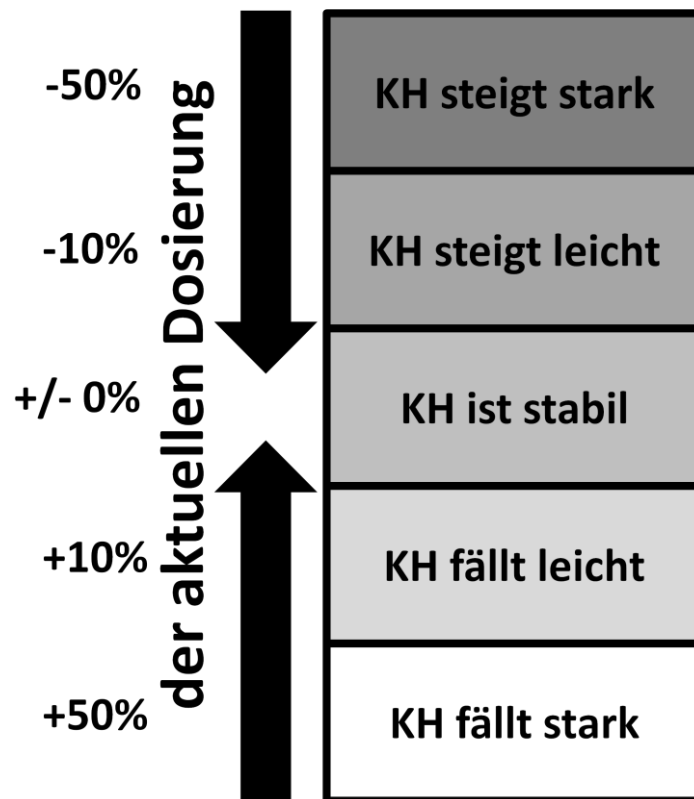 -50%
KH steigt stark
-10%
KH steigt leicht
+/- 0%
KH ist stabil
+10%
KH fällt leicht
+50%
KH fällt stark
der aktuellen Dosierung